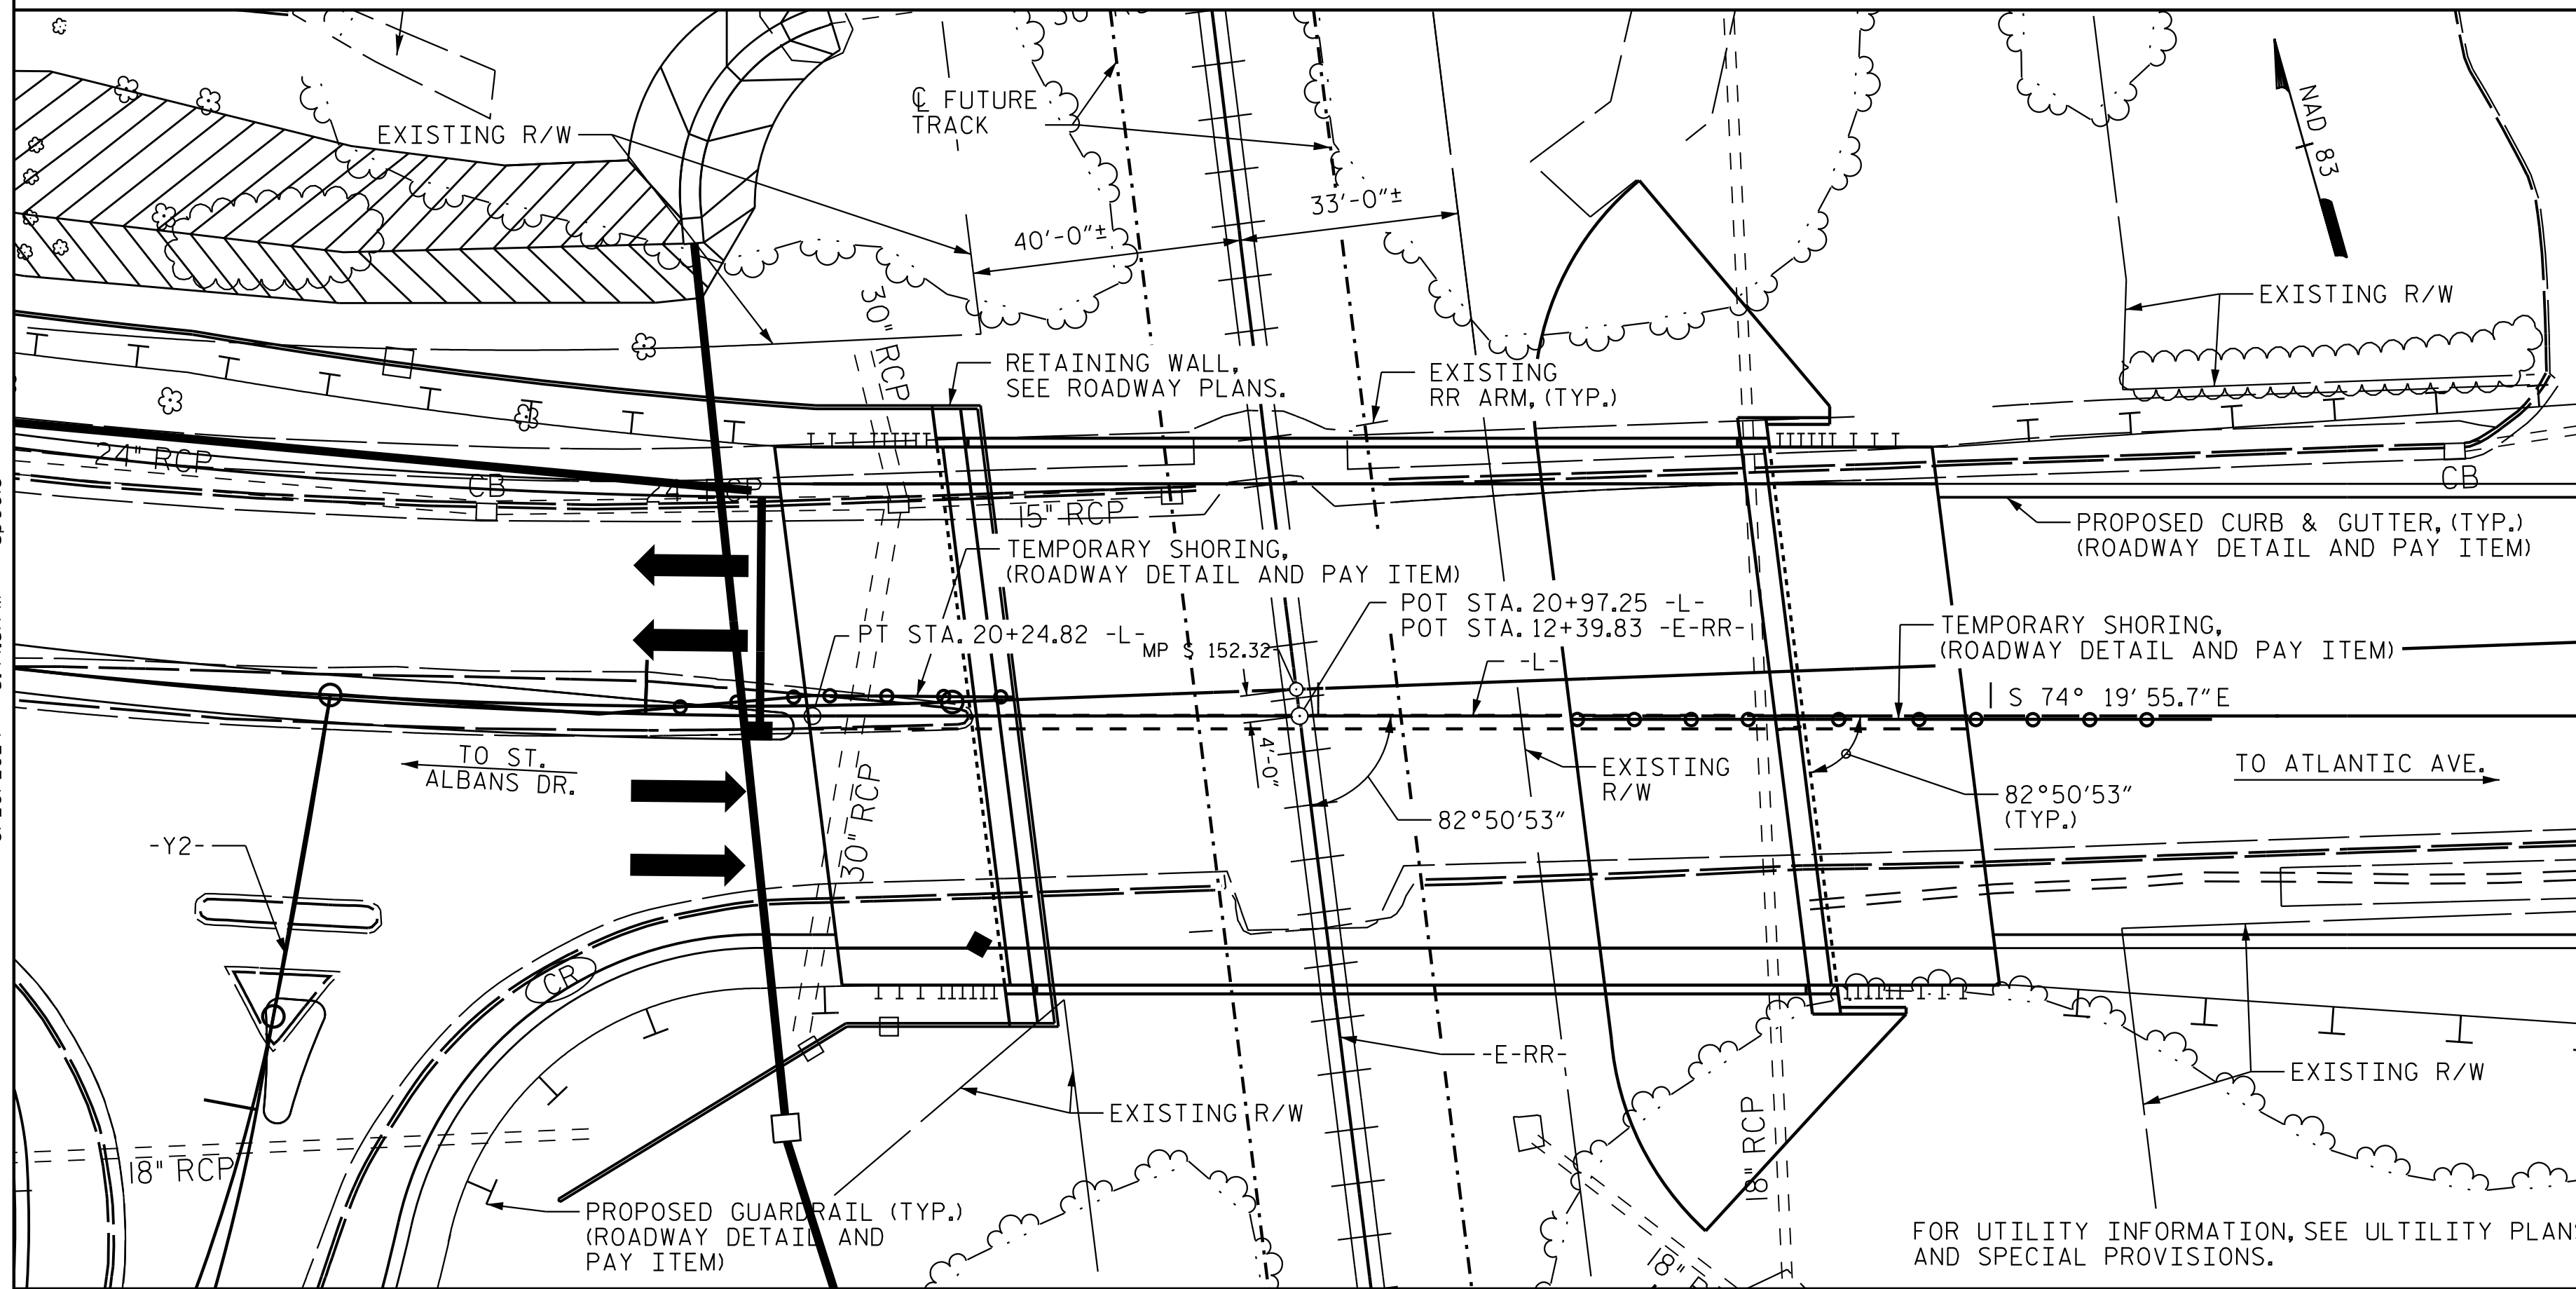 ℄ FUTURE
TRACK
EXISTING R/W
33'-0"±
40'-0"±
NAD 83
EXISTING R/W
30" RCP
RETAINING WALL,
SEE ROADWAY PLANS.
EXISTING
RR ARM, (TYP.)
24" RCP
CB
24" RCP
15" RCP
CB
PROPOSED CURB & GUTTER, (TYP.)
(ROADWAY DETAIL AND PAY ITEM)
TEMPORARY SHORING,
(ROADWAY DETAIL AND PAY ITEM)
POT STA. 20+97.25 -L-
POT STA. 12+39.83 -E-RR-
PT STA. 20+24.82 -L-
MP S 152.32
-L-
TEMPORARY SHORING,
(ROADWAY DETAIL AND PAY ITEM)
S 74° 19' 55.7" E
4'-0"
TO ST.
ALBANS DR.
EXISTING
R/W
TO ATLANTIC AVE.
82°50'53"
(TYP.)
82°50'53"
30" RCP
-Y2-
CR
-E-RR-
EXISTING R/W
EXISTING R/W
18" RCP
18" RCP
PROPOSED GUARDRAIL (TYP.)
(ROADWAY DETAIL AND
PAY ITEM)
18"
FOR UTILITY INFORMATION, SEE ULTILITY PLAN
AND SPECIAL PROVISIONS.